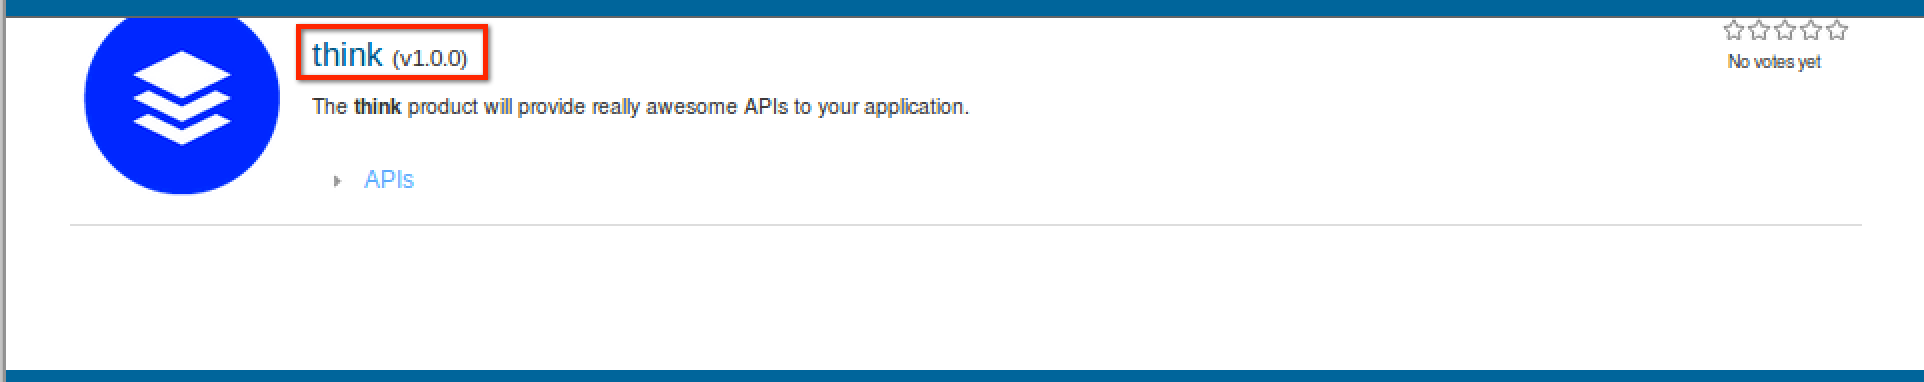 think (v1.0.0)
No votes yet
The think product will provide really awesome APIs to your application.
APIs